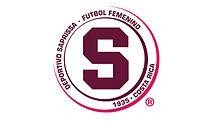 DEPORTIVO SAPRISSA · FUTBOL FEMENINO
S
1935 · COSTA RICA
®